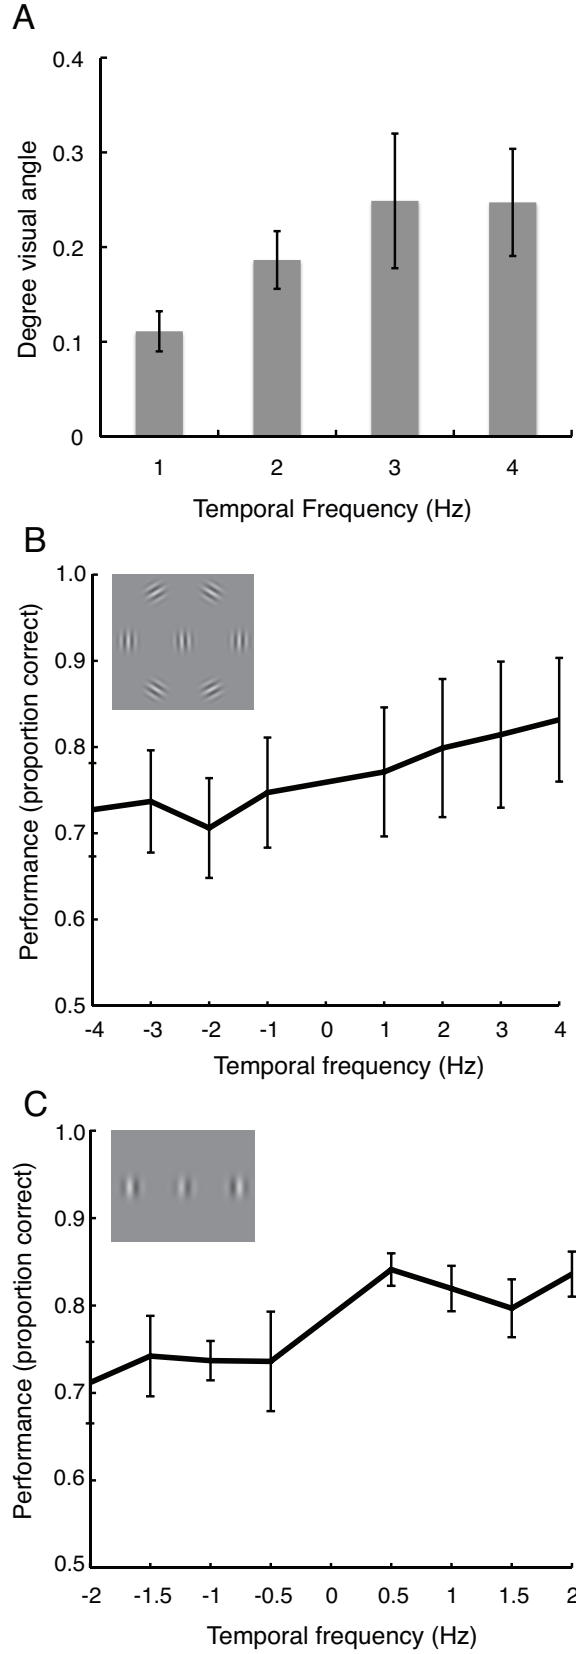 A
0.4
0.3
0.2
0.1
0
Degree visual angle
1 2 3 4
Temporal Frequency (Hz)
B
1.0
0.9
0.8
0.7
0.6
0.5
Performance (proportion correct)
-4 -3 -2 -1 0 1 2 3 4
Temporal frequency (Hz)
C
1.0
0.9
0.8
0.7
0.6
0.5
Performance (proportion correct)
-2 -1.5 -1 -0.5 0 0.5 1 1.5 2
Temporal frequency (Hz)